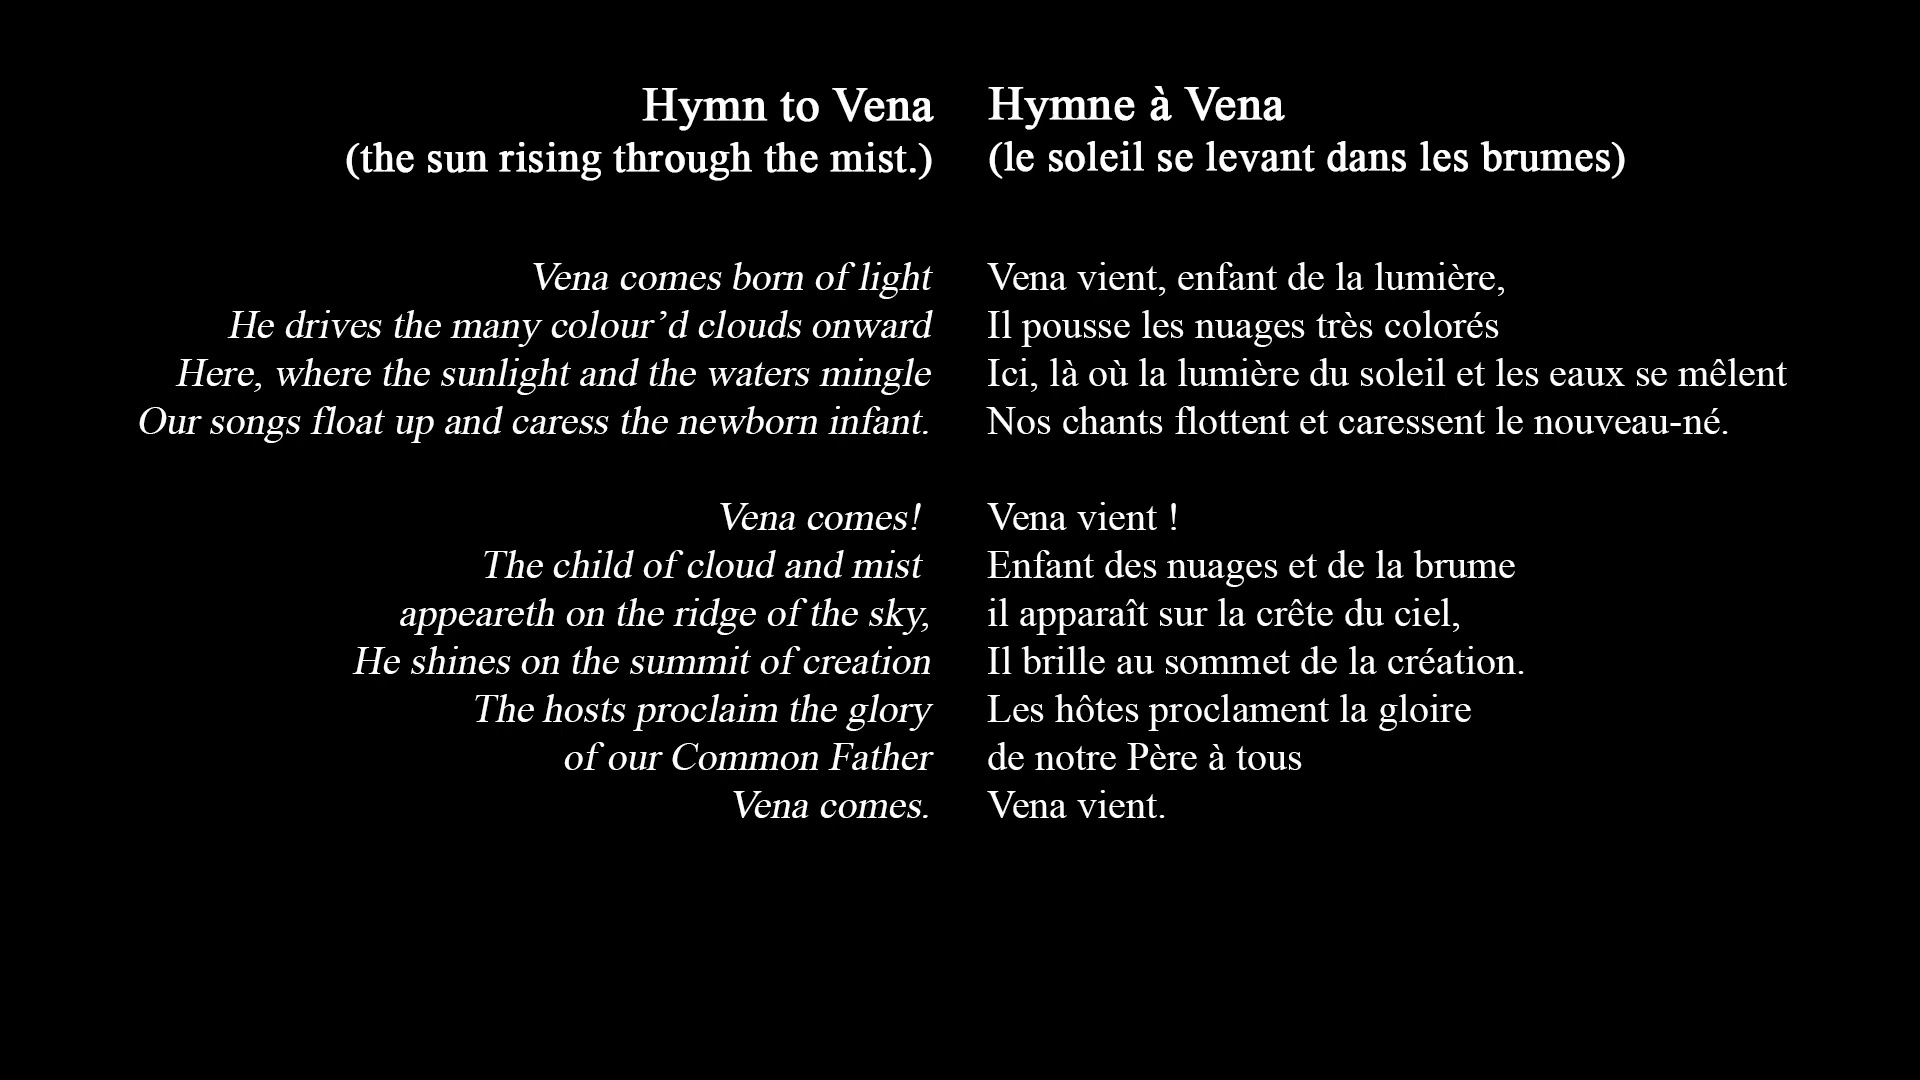 Hymn to Vena
(the sun rising through the mist.)
Vena comes born of light
He drives the many colour’d clouds onward
Here, where the sunlight and the waters mingle
Our songs float up and caress the newborn infant.
Vena comes!
The child of cloud and mist
appeareth on the ridge of the sky,
He shines on the summit of creation
The hosts proclaim the glory
of our Common Father
Vena comes.
Hymne à Vena
(le soleil se levant dans les brumes)
Vena vient, enfant de la lumière,
Il pousse les nuages très colorés
Ici, là où la lumière du soleil et les eaux se mêlent
Nos chants flottent et caressent le nouveau-né.
Vena vient !
Enfant des nuages et de la brume
il apparaît sur la crête du ciel,
Il brille au sommet de la création.
Les hôtes proclament la gloire
de notre Père à tous
Vena vient.